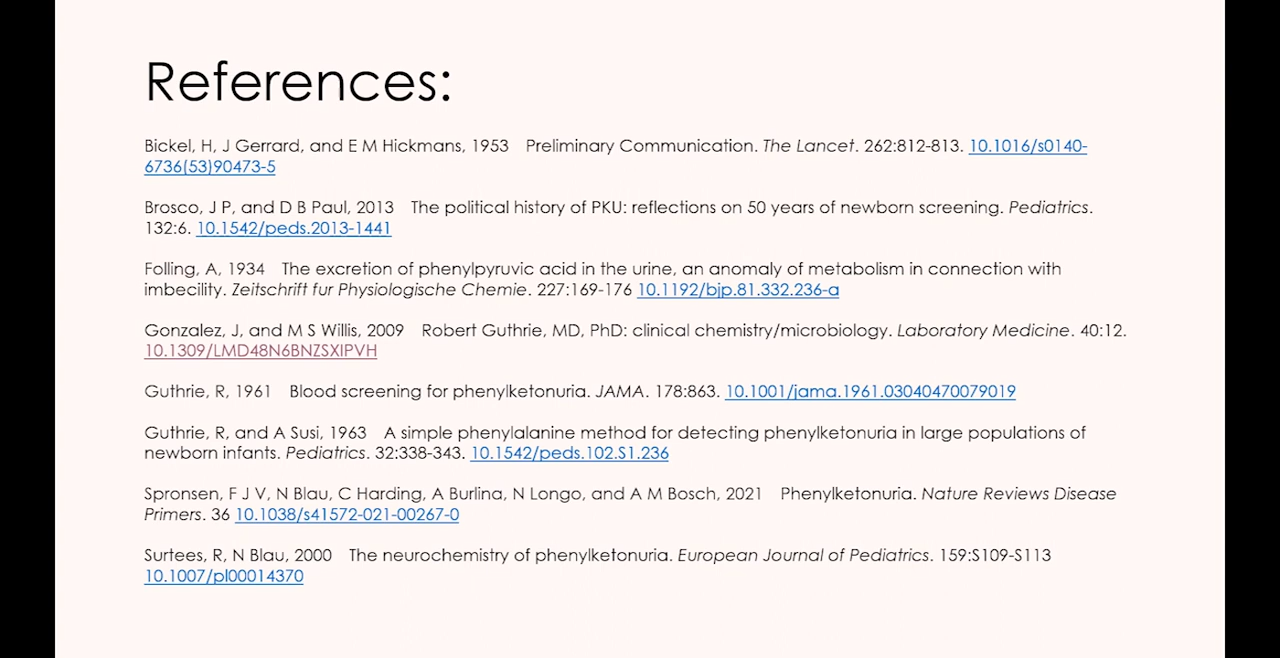 References:
Bickel, H, J Gerrard, and E M Hickmans, 1953 Preliminary Communication. The Lancet. 262:812-813. 10.1016/s0140-
6736(53)90473-5
Brosco, J P, and D B Paul, 2013 The political history of PKU: reflections on 50 years of newborn screening. Pediatrics.
132:6. 10.1542/peds.2013-1441
Folling, A, 1934 The excretion of phenylpyruvic acid in the urine, an anomaly of metabolism in connection with
imbecility. Zeitschrift fur Physiologische Chemie. 227:169-176 10.1192/bjp.81.332.236-a
Gonzalez, J, and M S Willis, 2009 Robert Guthrie, MD, PhD: clinical chemistry/microbiology. Laboratory Medicine. 40:12.
10.1309/LMD48N6BNZSXIPVH
Guthrie, R, 1961 Blood screening for phenylketonuria. JAMA. 178:863. 10.1001/jama.1961.03040470079019
Guthrie, R, and A Susi, 1963 A simple phenylalanine method for detecting phenylketonuria in large populations of
newborn infants. Pediatrics. 32:338-343. 10.1542/peds.102.S1.236
Spronsen, F J V, N Blau, C Harding, A Burlina, N Longo, and A M Bosch, 2021 Phenylketonuria. Nature Reviews Disease
Primers. 36 10.1038/s41572-021-00267-0
Surtees, R, N Blau, 2000 The neurochemistry of phenylketonuria. European Journal of Pediatrics. 159:S109-S113
10.1007/pl00014370